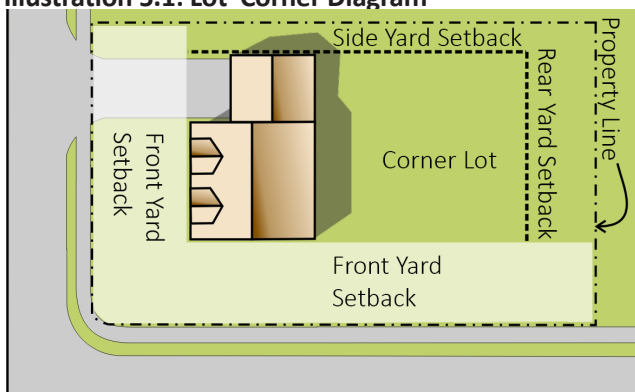 Illustration 5.1: Lot Corner Diagram
Side Yard Setback
Property Line
Rear Yard Setback
Front Yard
Setback
Corner Lot
Front Yard
Setback